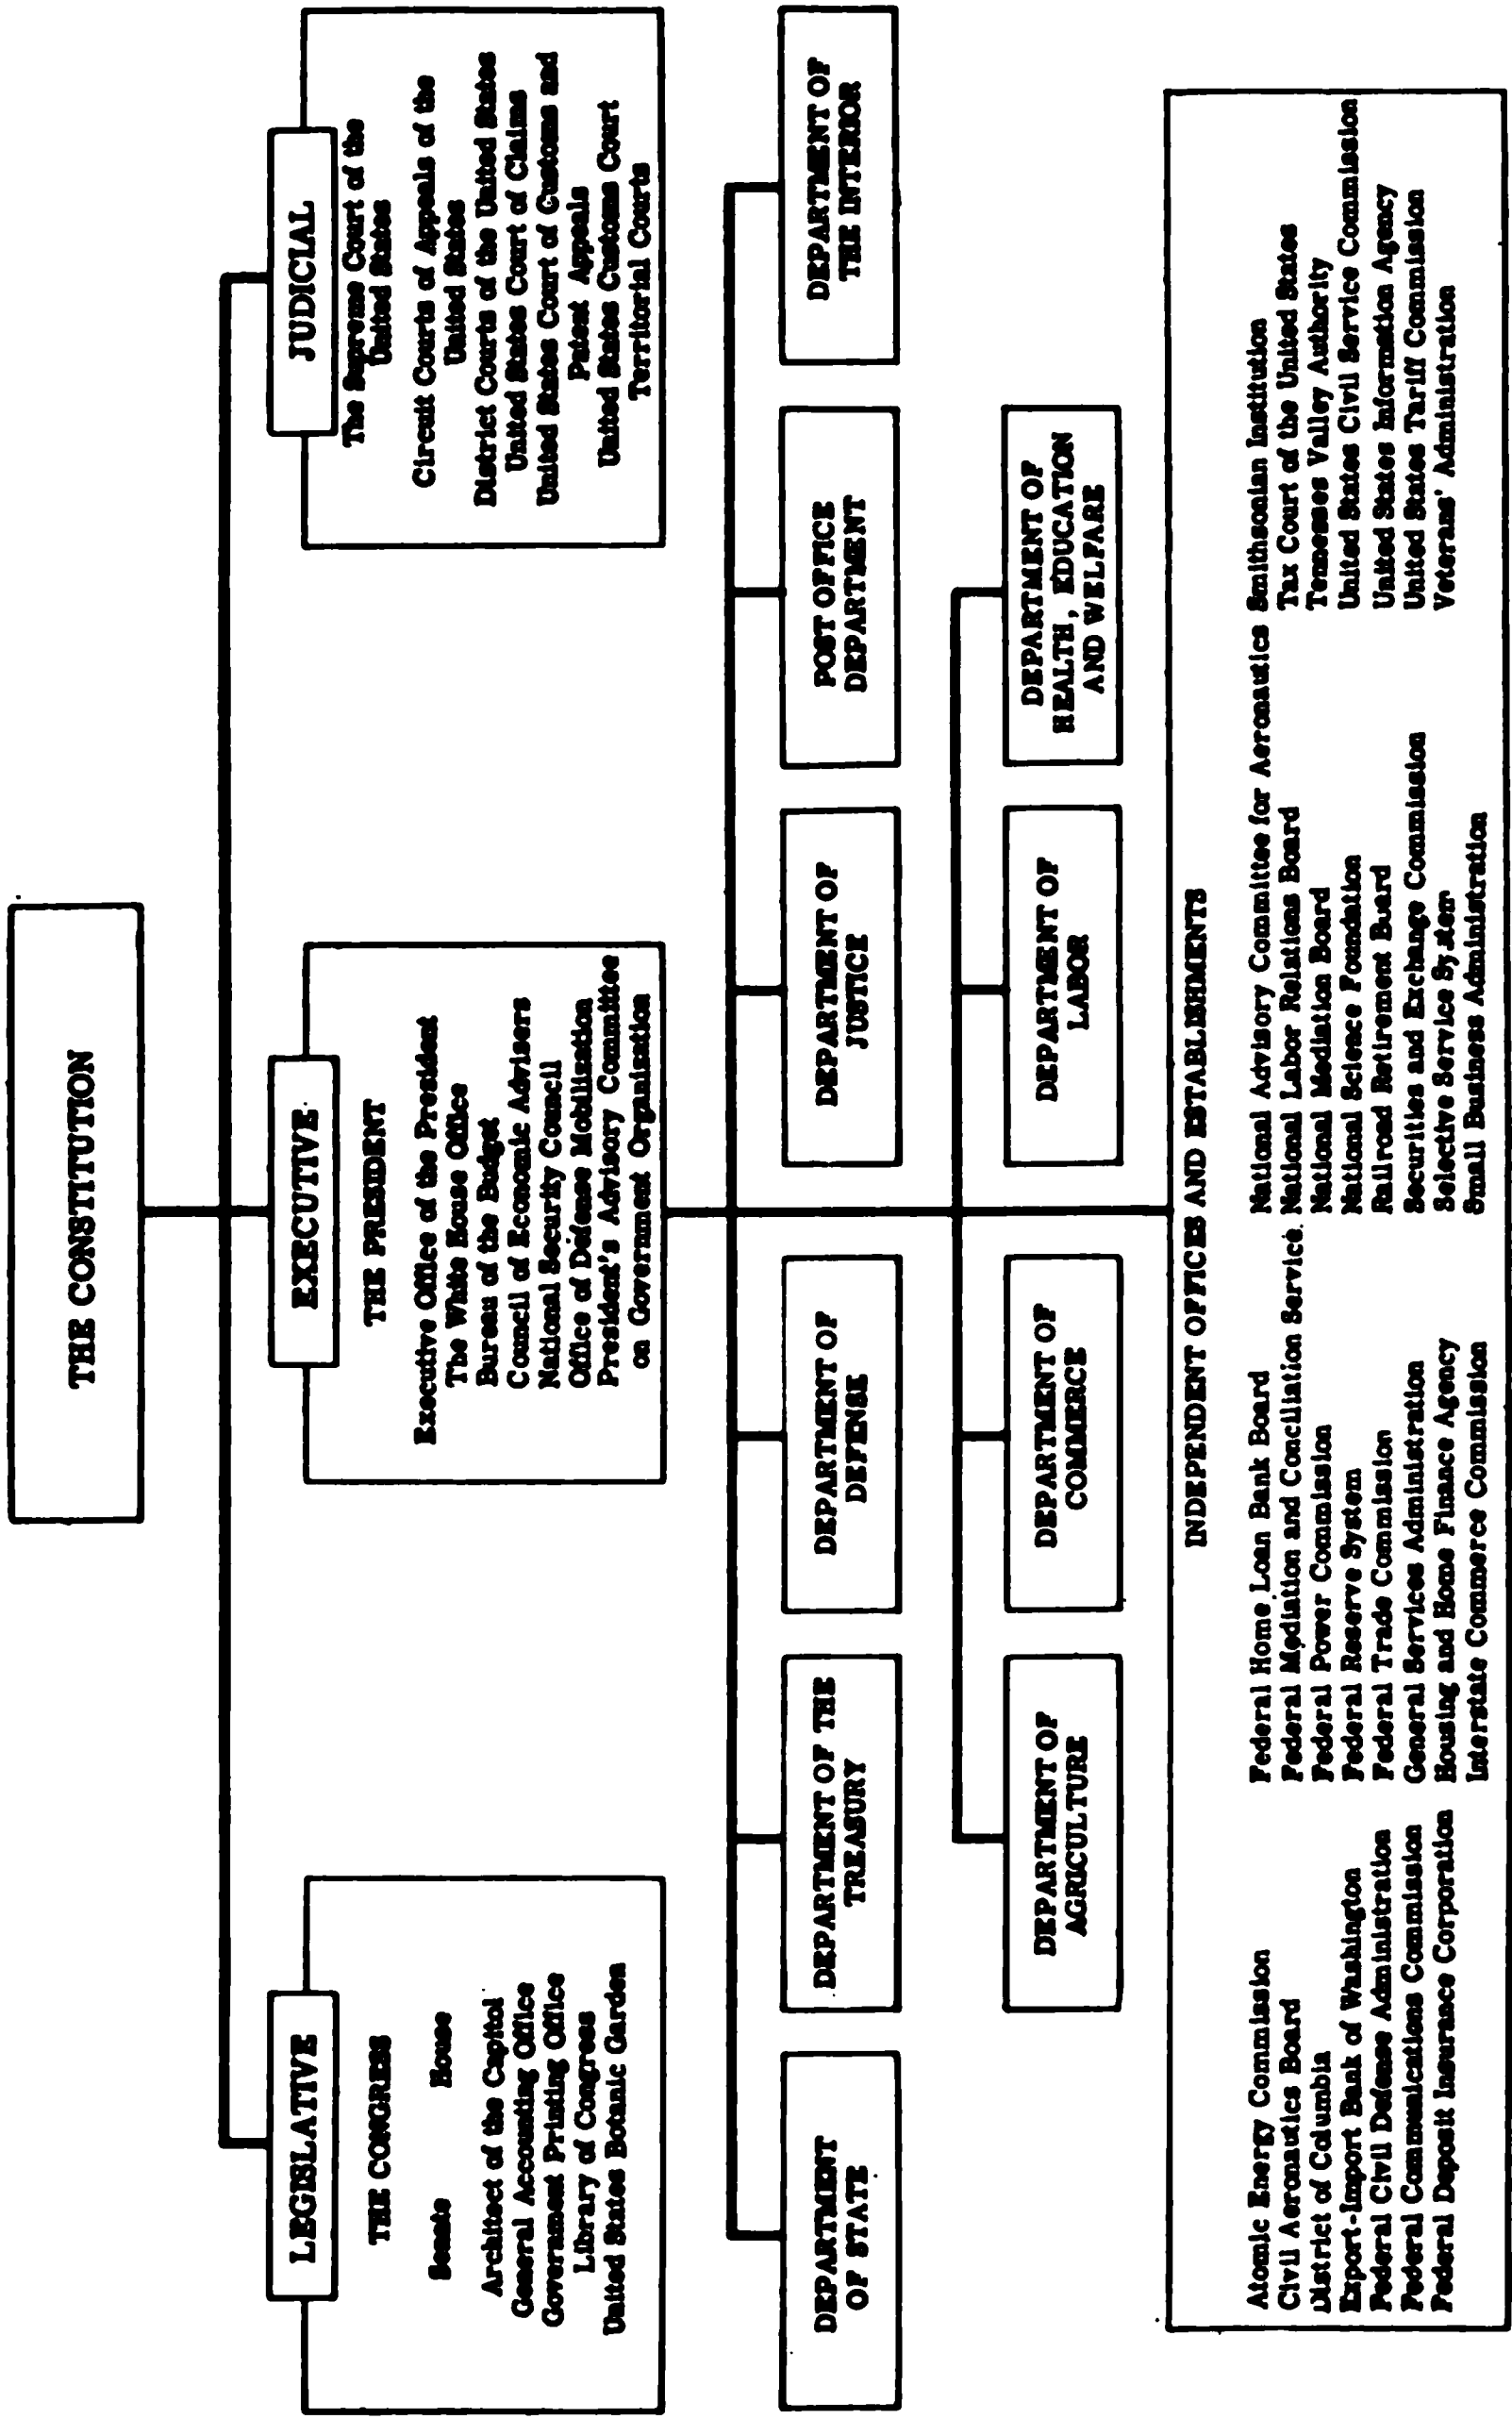 THE CONSTITUTION
LEGISLATIVE
THE CONGRESS
Senate House
Architect of the Capitol
General Accounting Office
Government Printing Office
Library of Congress
United States Botanic Garden
EXECUTIVE
THE PRESIDENT
Executive Office of the President
The White House Office
Bureau of the Budget
Council of Economic Advisers
National Security Council
Office of Defense Mobilization
President's Advisory Committee
on Government Organization
JUDICIAL
The Supreme Court of the
United States
Circuit Courts of Appeals of the
United States
District Courts of the United States
United States Court of Claims
United States Court of Customs and
Patent Appeals
United States Customs Court
Territorial Courts
DEPARTMENT
OF STATE
DEPARTMENT OF THE
TREASURY
DEPARTMENT OF
DEFENSE
DEPARTMENT OF
JUSTICE
POST OFFICE
DEPARTMENT
DEPARTMENT OF
THE INTERIOR
DEPARTMENT OF
AGRICULTURE
DEPARTMENT OF
COMMERCE
DEPARTMENT OF
LABOR
DEPARTMENT OF
HEALTH, EDUCATION
AND WELFARE
INDEPENDENT OFFICES AND ESTABLISHMENTS
Atomic Energy Commission
Civil Aeronautics Board
District of Columbia
Export-Import Bank of Washington
Federal Civil Defense Administration
Federal Communications Commission
Federal Deposit Insurance Corporation
Federal Home Loan Bank Board
Federal Mediation and Conciliation Service
Federal Power Commission
Federal Reserve System
Federal Trade Commission
General Services Administration
Housing and Home Finance Agency
Interstate Commerce Commission
National Advisory Committee for Aeronautics
National Labor Relations Board
National Mediation Board
National Science Foundation
Railroad Retirement Board
Securities and Exchange Commission
Selective Service System
Small Business Administration
Smithsonian Institution
Tax Court of the United States
Tennessee Valley Authority
United States Civil Service Commission
United States Information Agency
United States Tariff Commission
Veterans' Administration